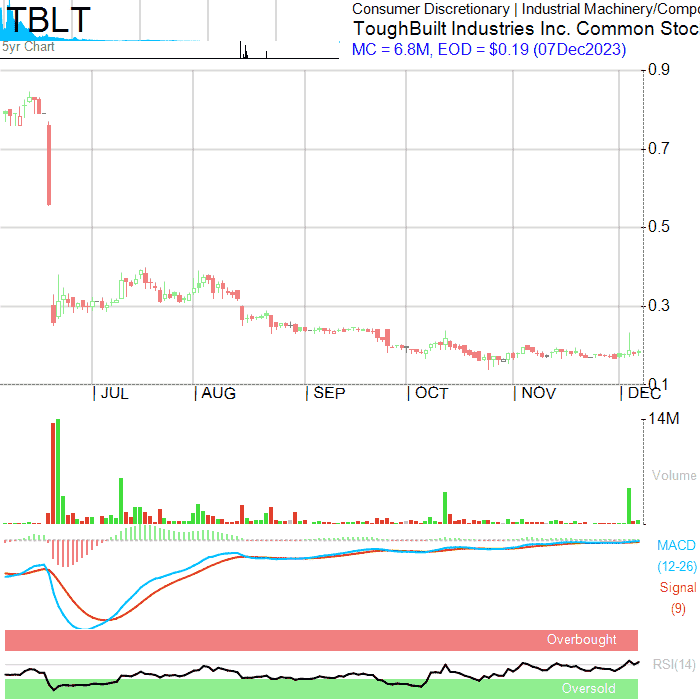 TBLT
5yr Chart
Consumer Discretionary | Industrial Machinery/Compo
ToughBuilt Industries Inc. Common Stoc
MC = 6.8M, EOD = $0.19 (07Dec2023)
0.9
0.7
0.5
0.3
0.1
| JUL | AUG | SEP | OCT | NOV | DEC
14M
Volume
MACD
(12-26)
Signal
(9)
Overbought
RSI(14)
Oversold